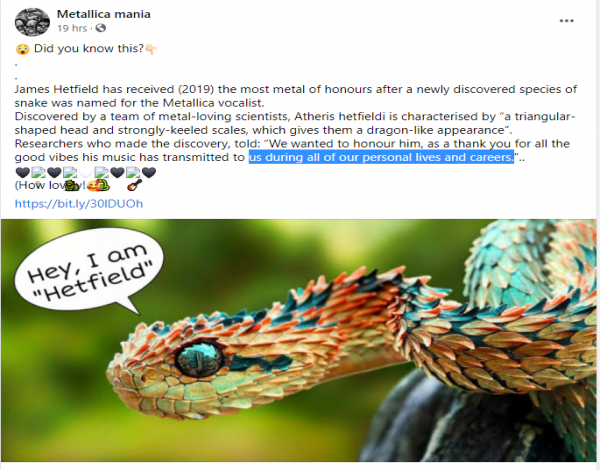 Metallica mania
19 hrs ·
😧 Did you know this?👇🏻
.
.
James Hetfield has received (2019) the most metal of honours after a newly discovered species of
snake was named for the Metallica vocalist.
Discovered by a team of metal-loving scientists, Atheris hetfieldi is characterised by "a triangular-
shaped head and strongly-keeled scales, which gives them a dragon-like appearance".
Researchers who made the discovery, told: "We wanted to honour him, as a thank you for all the
good vibes his music has transmitted to us during all of our personal lives and careers."..
(How
https://bit.ly/30lDUOh
Hey, I am
"Hetfield"